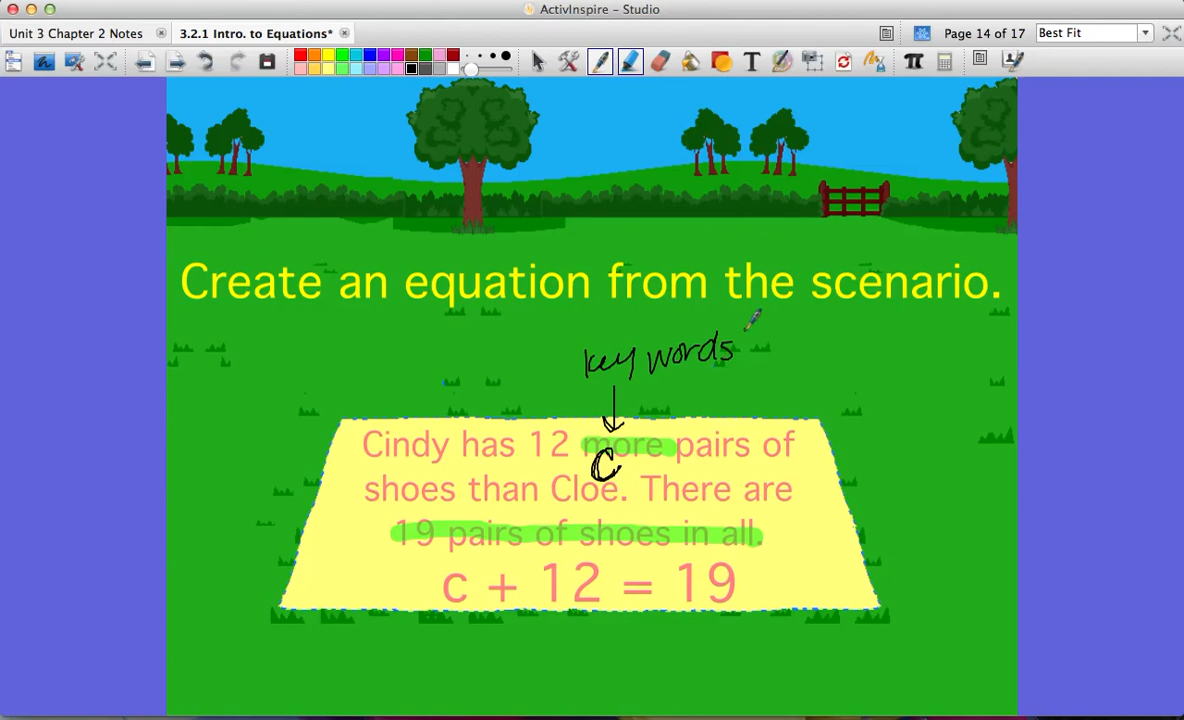 ActivInspire - Studio
Unit 3 Chapter 2 Notes
3.2.1 Intro. to Equations*
Page 14 of 17
Best Fit
Create an equation from the scenario.
key words
Cindy has 12 more pairs of
C
shoes than Cloe. There are
19 pairs of shoes in all.
c + 12 = 19